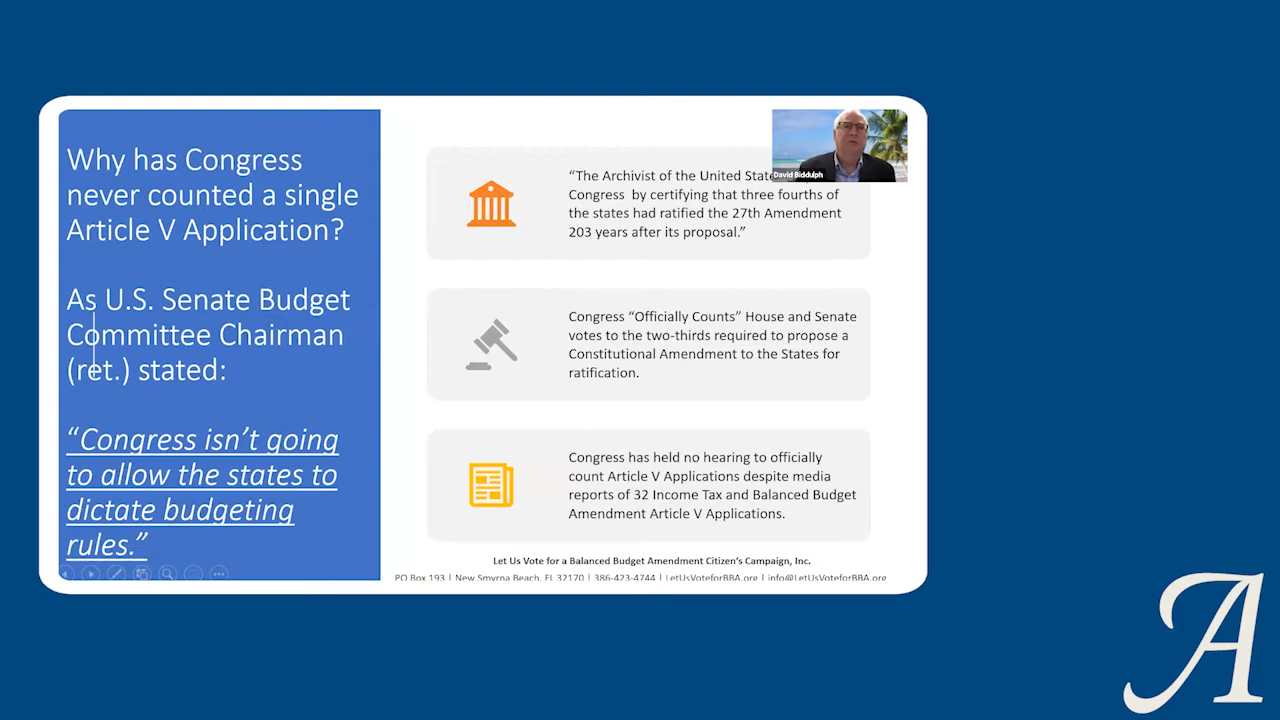 Why has Congress
never counted a single
Article V Application?
As U.S. Senate Budget
Committee Chairman
(ret.) stated:
“Congress isn’t going
to allow the states to
dictate budgeting
rules.”
“The Archivist of the United State
Congress by certifying that three fourths of
the states had ratified the 27th Amendment
203 years after its proposal.”
Congress “Officially Counts” House and Senate
votes to the two-thirds required to propose a
Constitutional Amendment to the States for
ratification.
Congress has held no hearing to officially
count Article V Applications despite media
reports of 32 Income Tax and Balanced Budget
Amendment Article V Applications.
Let Us Vote for a Balanced Budget Amendment Citizen’s Campaign, Inc.
PO Box 193 | New Smyrna Beach, FL 32170 | 386-423-4744 | LetUsVoteforBBA.org | info@LetUsVoteforBBA.org
David Biddulph
A